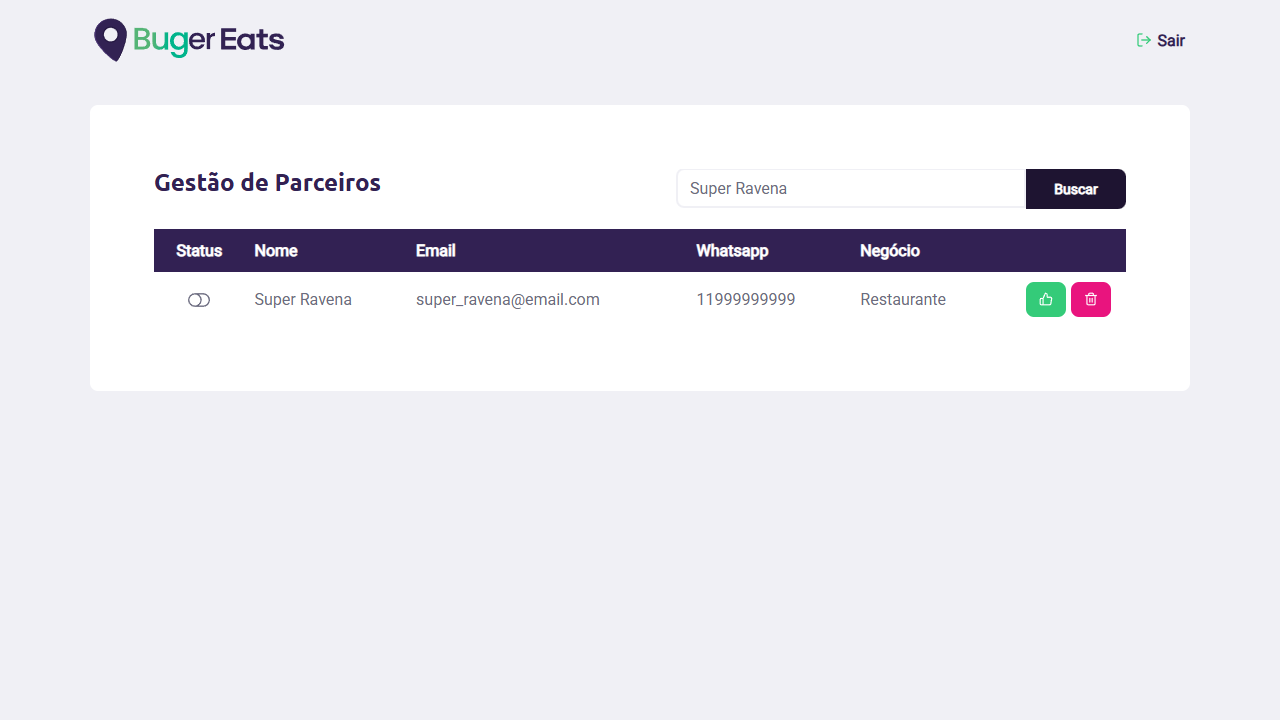 Buger Eats
Sair
Gestão de Parceiros
Super Ravena
Buscar
Status Nome Email Whatsapp Negócio
Super Ravena super_ravena@email.com 11999999999 Restaurante